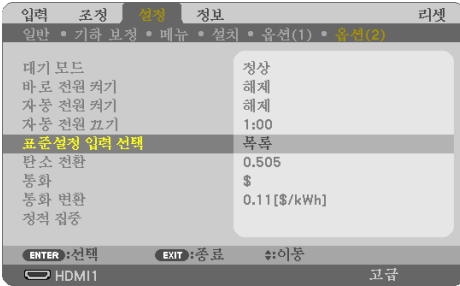 입력 조정 설정 정보 리셋
일반 • 기하 보정 • 메뉴 • 설치 • 옵션(1) • 옵션(2)
대기 모드 정상
바로 전원 켜기 해제
자동 전원 켜기 해제
자동 전원 끄기 1:00
표준설정 입력 선택 목록
탄소 전환 0.505
통화 $
통화 변환 0.11[$/kWh]
정적 집중
ENTER :선택 EXIT :종료 :이동
HDMI1 고급